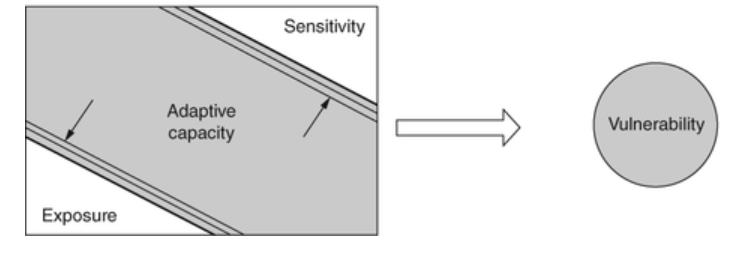 Sensitivity
Adaptive
capacity
Vulnerability
Exposure